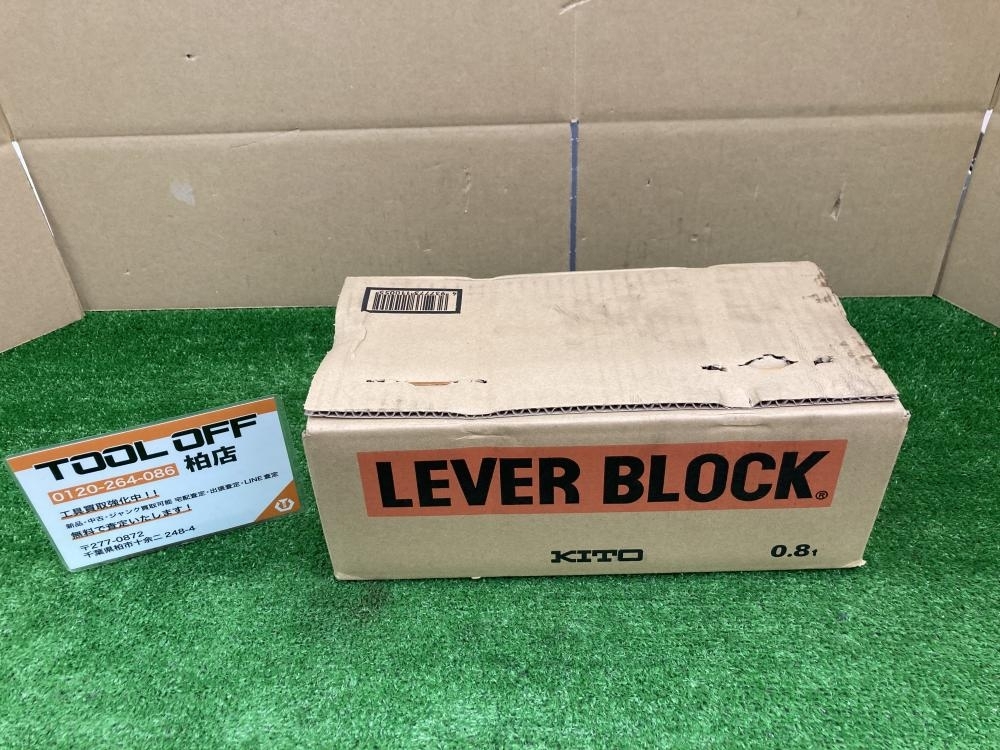 TOOL OFF
0120-264-086 柏店
工具買取強化中!!
新品・中古・ジャンク買取可能 宅配査定・出張査定・LINE査定
無料で査定いたします!
〒277-0872
千葉県柏市十余二 248-4
LEVER BLOCK®
KITO
0.8t